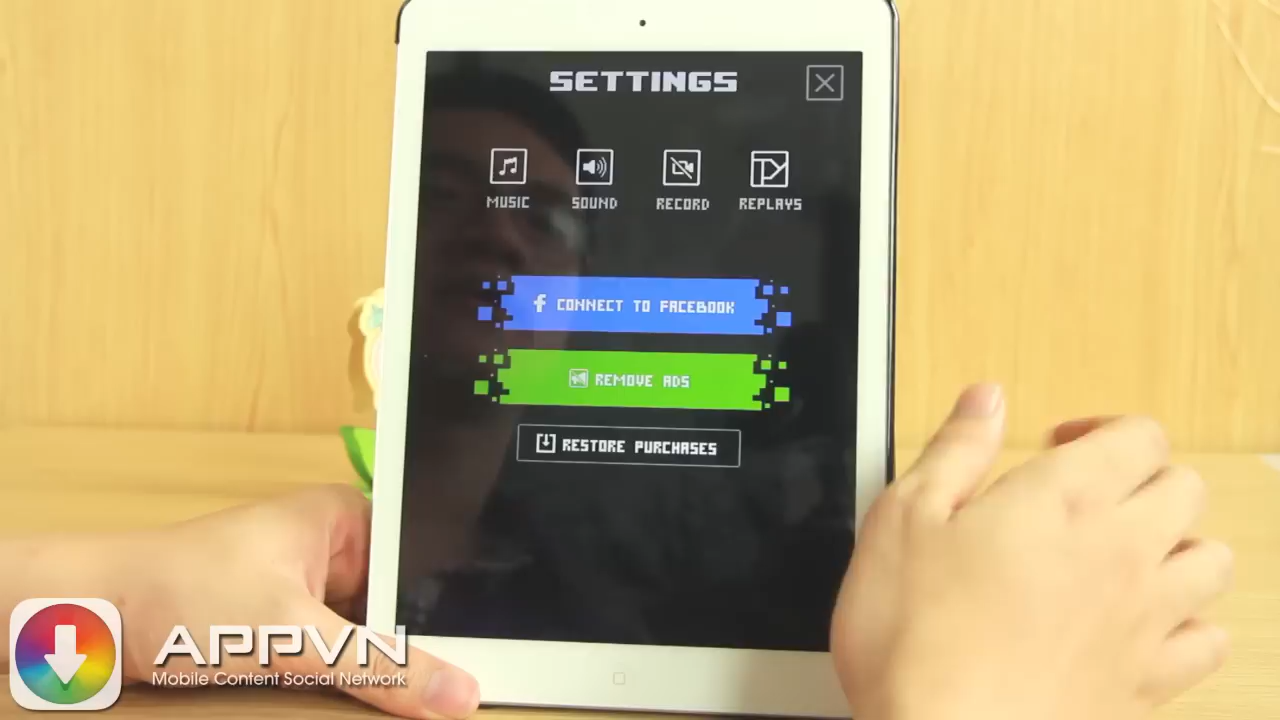 SETTINGS
MUSIC
SOUND
RECORD
REPLAYS
CONNECT TO FACEBOOK
REMOVE ADS
RESTORE PURCHASES
APPVN
Mobile Content Social Network